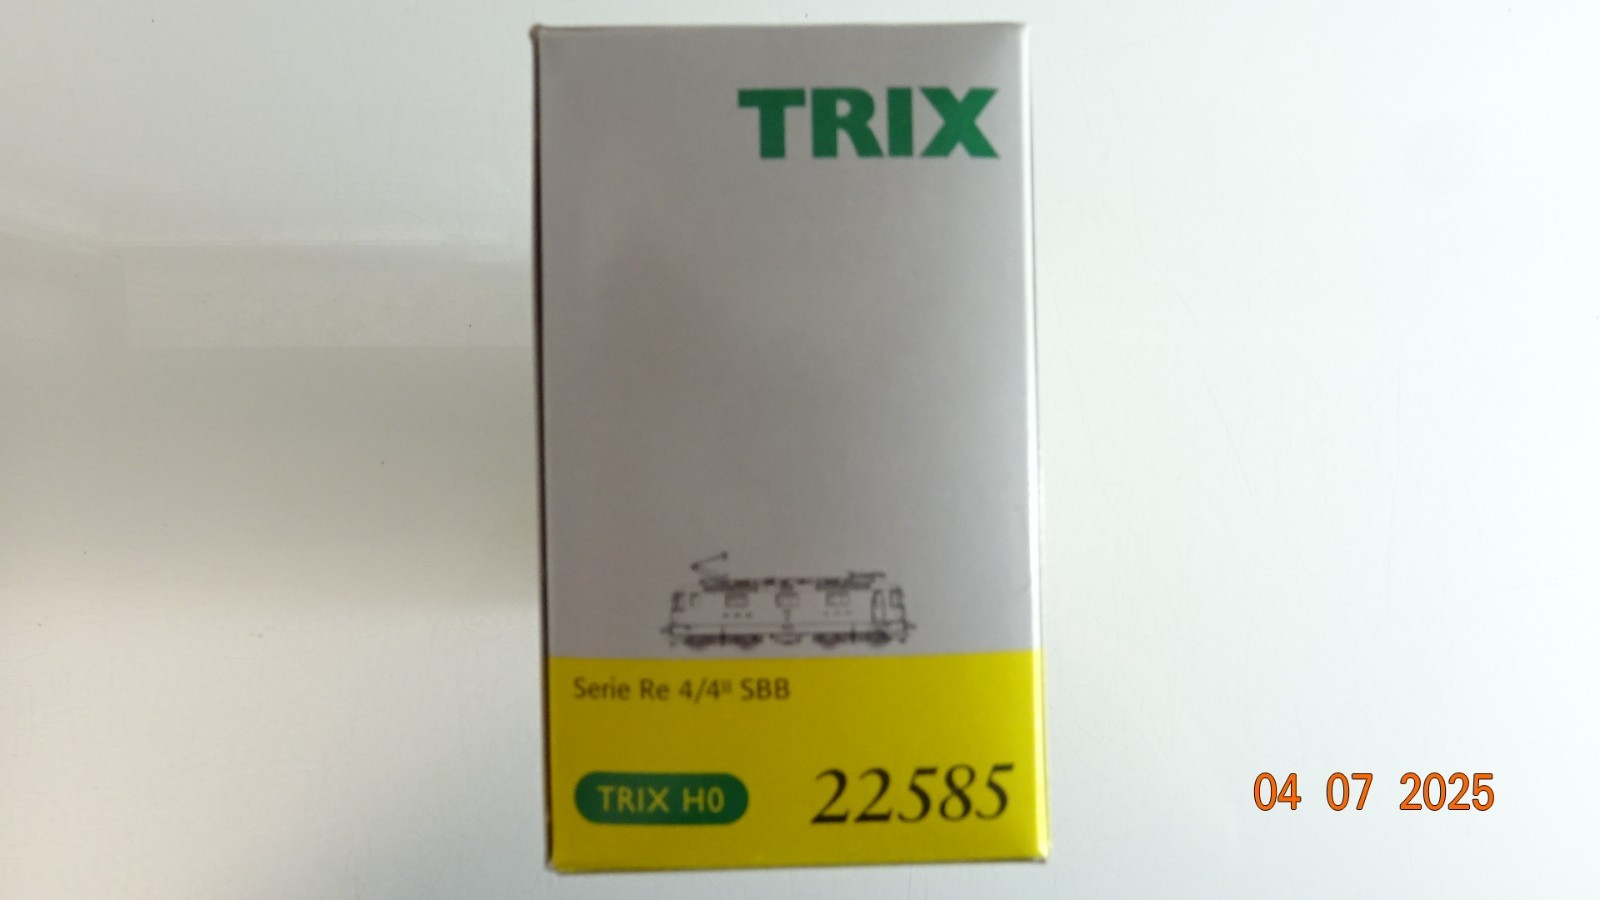 TRIX
Serie Re 4/4ᴵᴵ SBB
TRIX H0
22585
04 07 2025